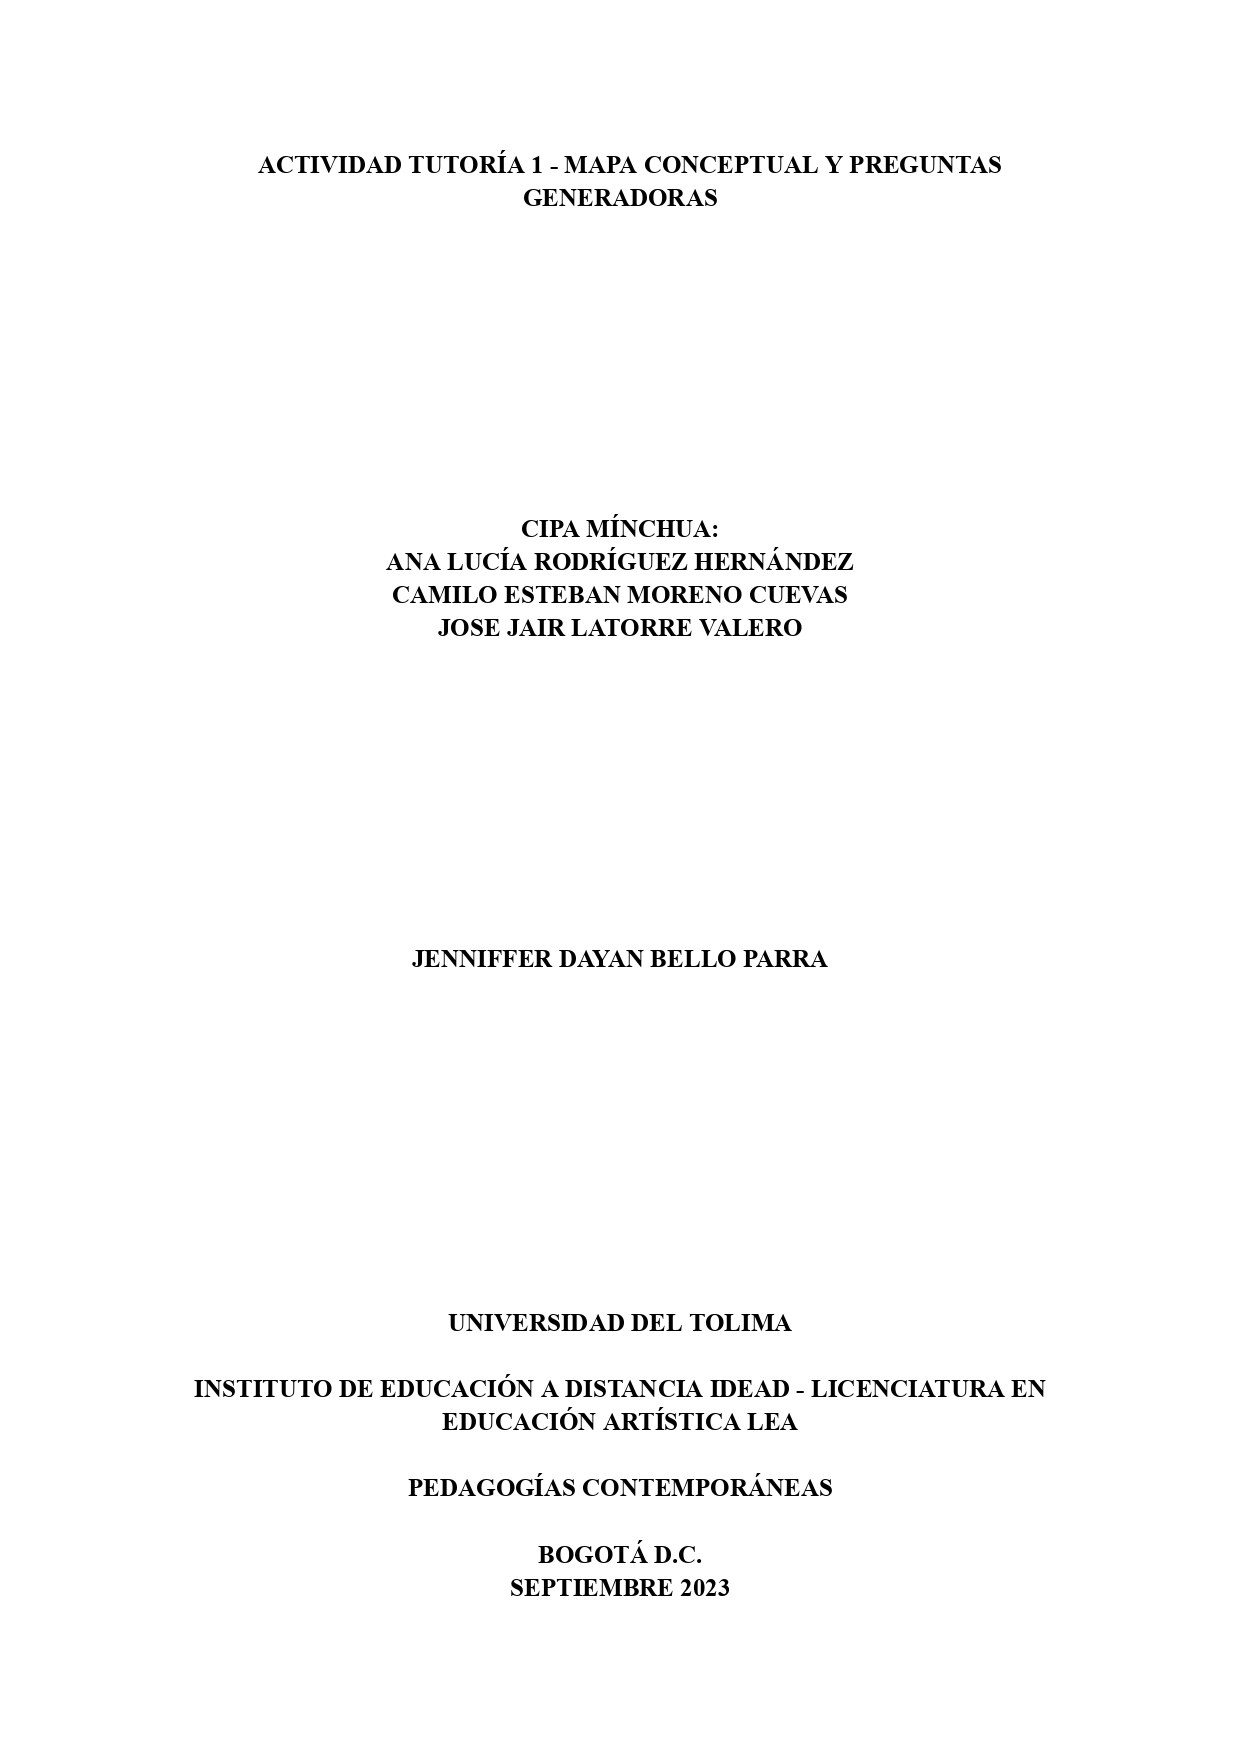 ACTIVIDAD TUTORÍA 1 - MAPA CONCEPTUAL Y PREGUNTAS
GENERADORAS
CIPA MÍNCHUA:
ANA LUCÍA RODRÍGUEZ HERNÁNDEZ
CAMILO ESTEBAN MORENO CUEVAS
JOSE JAIR LATORRE VALERO
JENNIFFER DAYAN BELLO PARRA
UNIVERSIDAD DEL TOLIMA
INSTITUTO DE EDUCACIÓN A DISTANCIA IDEAD - LICENCIATURA EN
EDUCACIÓN ARTÍSTICA LEA
PEDAGOGÍAS CONTEMPORÁNEAS
BOGOTÁ D.C.
SEPTIEMBRE 2023